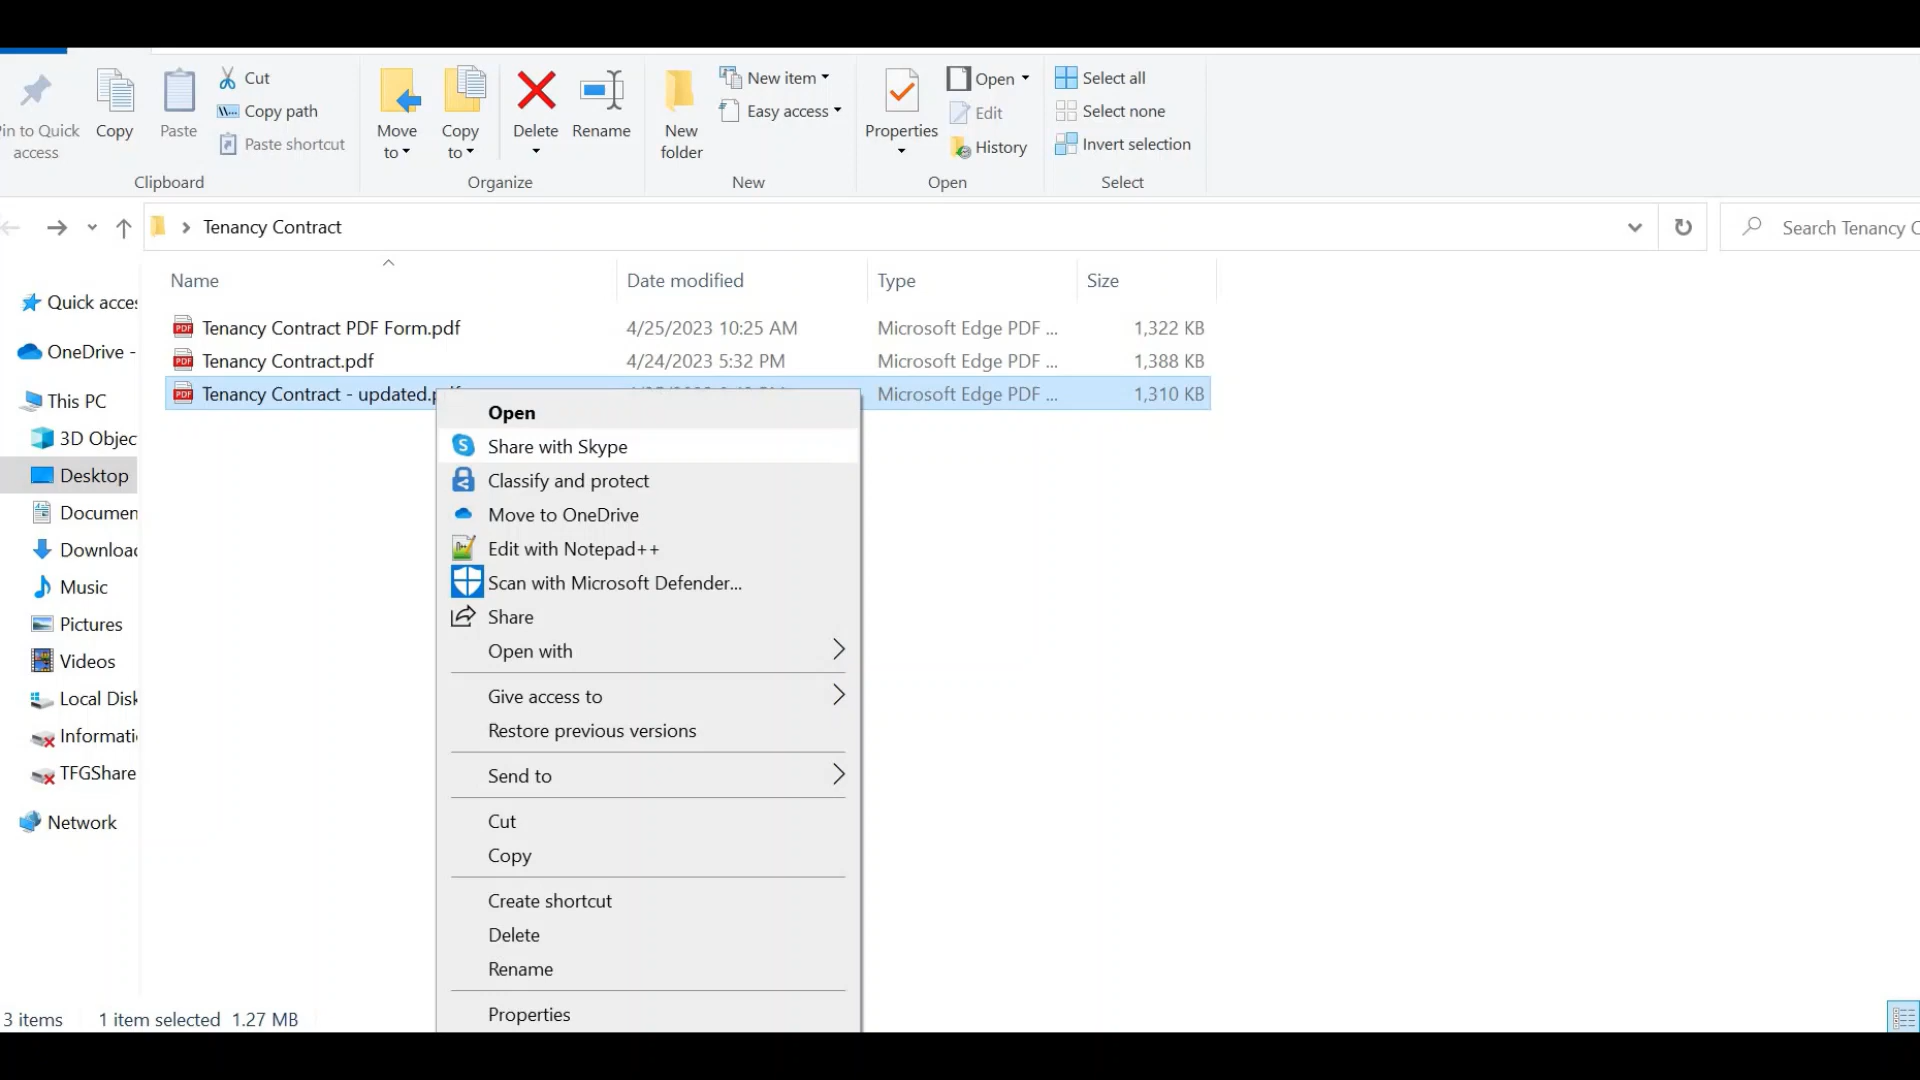 Cut
Copy path
Paste shortcut
in to Quick
access
Copy
Paste
Clipboard
Move
to
Copy
to
Delete
Rename
Organize
New
folder
New item
Easy access
New
Properties
Open
Edit
History
Open
Select all
Select none
Invert selection
Select
Tenancy Contract
Search Tenancy C
Name Date modified Type Size
Tenancy Contract PDF Form.pdf 4/25/2023 10:25 AM Microsoft Edge PDF ... 1,322 KB
Tenancy Contract.pdf 4/24/2023 5:32 PM Microsoft Edge PDF ... 1,388 KB
Tenancy Contract - updated. Microsoft Edge PDF ... 1,310 KB
Quick acces
OneDrive -
This PC
3D Objec
Desktop
Documen
Downloac
Music
Pictures
Videos
Local Disk
Informati
TFGShare
Network
Open
S Share with Skype
Classify and protect
Move to OneDrive
Edit with Notepad++
Scan with Microsoft Defender...
Share
Open with
Give access to
Restore previous versions
Send to
Cut
Copy
Create shortcut
Delete
Rename
Properties
3 items 1 item selected 1.27 MB